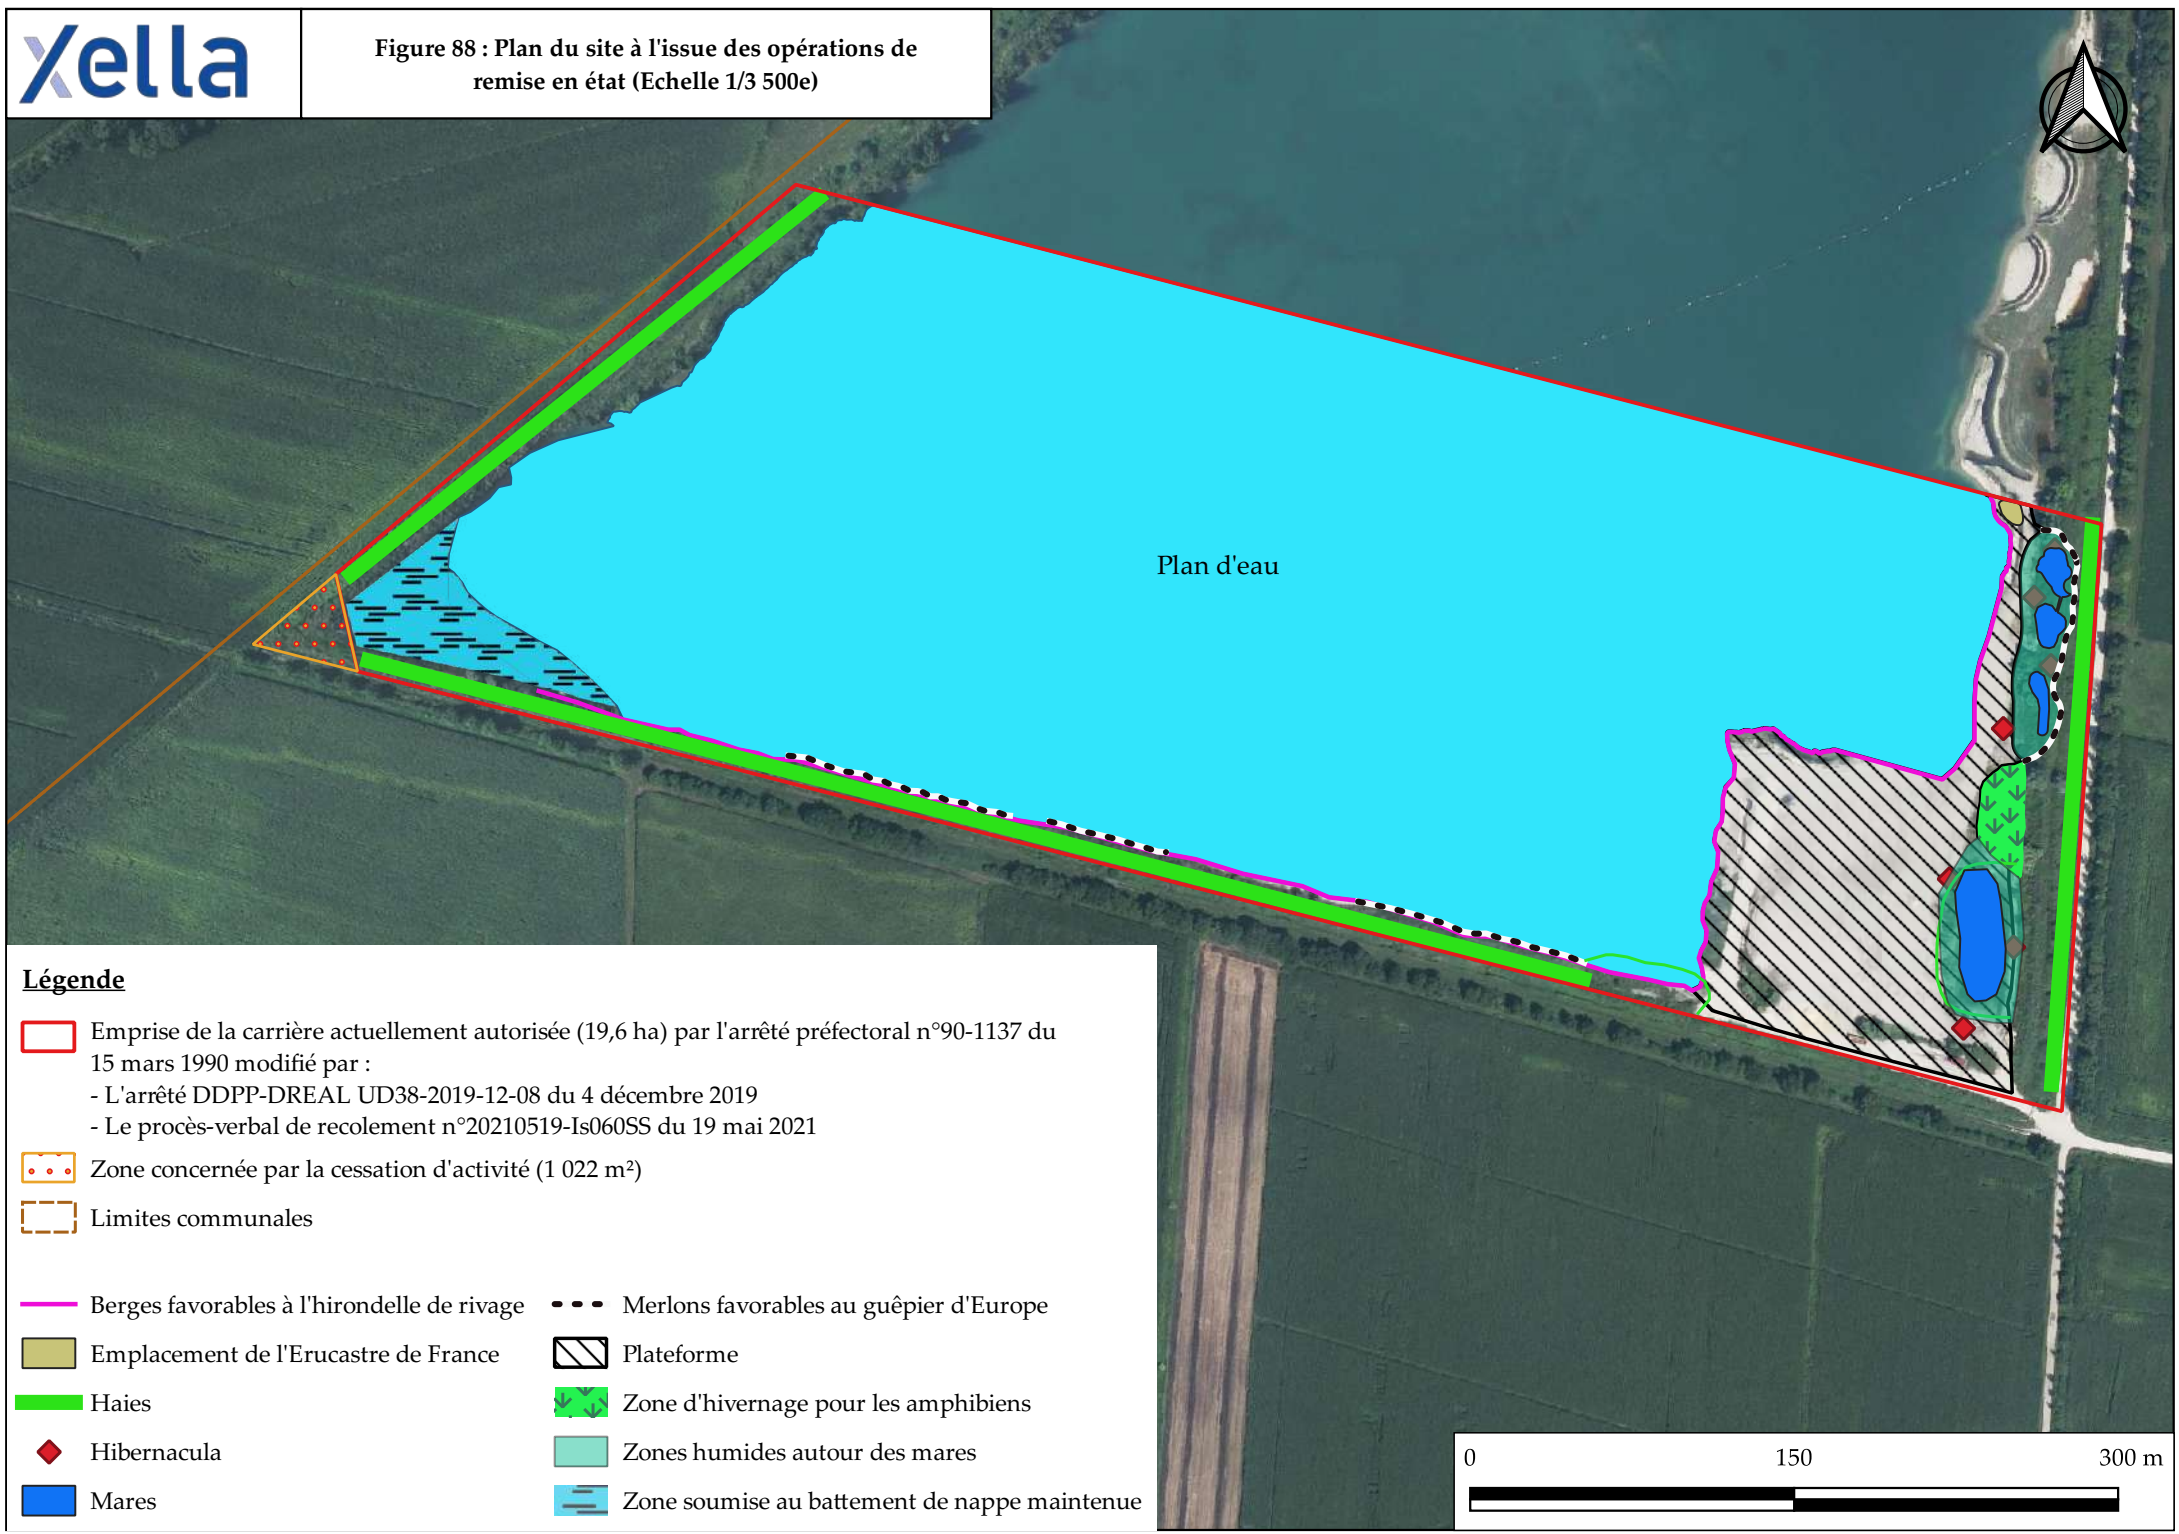 Xella
Figure 88 : Plan du site à l'issue des opérations de
remise en état (Echelle 1/3 500e)
Plan d'eau
Légende
Emprise de la carrière actuellement autorisée (19,6 ha) par l'arrêté préfectoral n°90-1137 du
15 mars 1990 modifié par :
- L'arrêté DDPP-DREAL UD38-2019-12-08 du 4 décembre 2019
- Le procès-verbal de recolement n°20210519-Is060SS du 19 mai 2021
Zone concernée par la cessation d'activité (1 022 m²)
Limites communales
Berges favorables à l'hirondelle de rivage
Emplacement de l'Erucastre de France
Haies
Hibernacula
Mares
Merlons favorables au guêpier d'Europe
Plateforme
Zone d'hivernage pour les amphibiens
Zones humides autour des mares
Zone soumise au battement de nappe maintenue
0 150 300 m